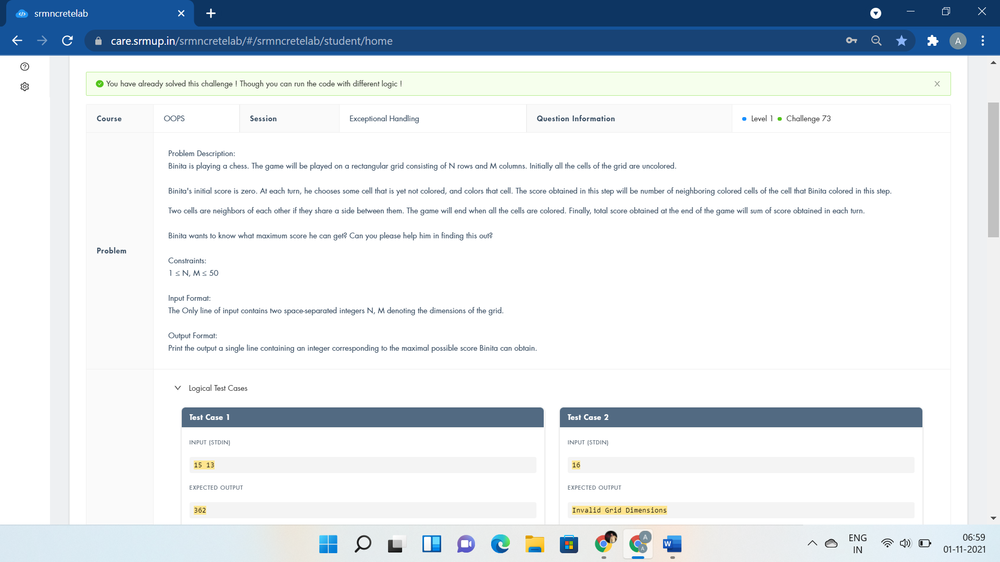 srmncretelab
care.srmup.in/srmncretelab/#/srmncretelab/student/home
A
You have already solved this challenge ! Though you can run the code with different logic !
Course
OOPS
Session
Exceptional Handling
Question Information
Level 1
Challenge 73
Problem
Problem Description:
Binita is playing a chess. The game will be played on a rectangular grid consisting of N rows and M columns. Initially all the cells of the grid are uncolored.
Binita's initial score is zero. At each turn, he chooses some cell that is yet not colored, and colors that cell. The score obtained in this step will be number of neighboring colored cells of the cell that Binita colored in this step.
Two cells are neighbors of each other if they share a side between them. The game will end when all the cells are colored. Finally, total score obtained at the end of the game will sum of score obtained in each turn.
Binita wants to know what maximum score he can get? Can you please help him in finding this out?
Constraints:
1 ≤ N, M ≤ 50
Input Format:
The Only line of input contains two space-separated integers N, M denoting the dimensions of the grid.
Output Format:
Print the output a single line containing an integer corresponding to the maximal possible score Binita can obtain.
Logical Test Cases
Test Case 1
INPUT (STDIN)
15 13
EXPECTED OUTPUT
362
Test Case 2
INPUT (STDIN)
16
EXPECTED OUTPUT
Invalid Grid Dimensions
A
A
W
ENG
IN
06:59
01-11-2021